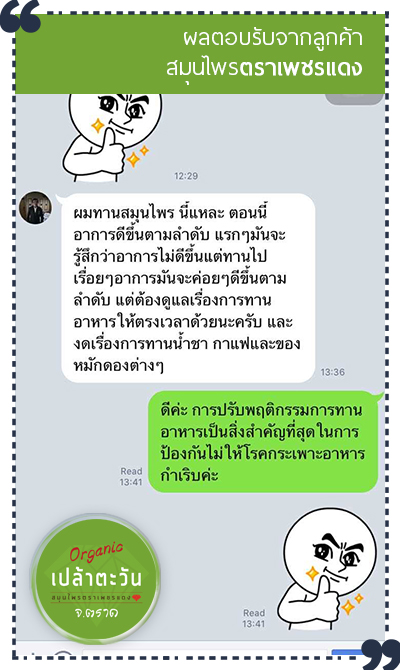 ผลตอบรับจากลูกค้า
สมุนไพรตราเพชรแดง
12:29
ผมทานสมุนไพร นี้แหละ ตอนนี้
อาการดีขึ้นตามลำดับ แรกๆมันจะ
รู้สึกว่าอาการไม่ดีขึ้นแต่ทานไป
เรื่อยๆอาการมันจะค่อยๆดีขึ้นตาม
ลำดับ แต่ต้องดูแลเรื่องการทาน
อาหารให้ตรงเวลาด้วยนะครับ และ
งดเรื่องการทานน้ำชา กาแฟและของ
หมักดองต่างๆ
13:36
ดีค่ะ การปรับพฤติกรรมการทาน
อาหารเป็นสิ่งสำคัญที่สุดในการ
ป้องกันไม่ให้โรคกระเพาะอาหาร
กำเริบค่ะ
Read
13:41
Organic
เปล้าตะวัน
สมุนไพรตราเพชรแดง
จ.ตราด
Read
13:41